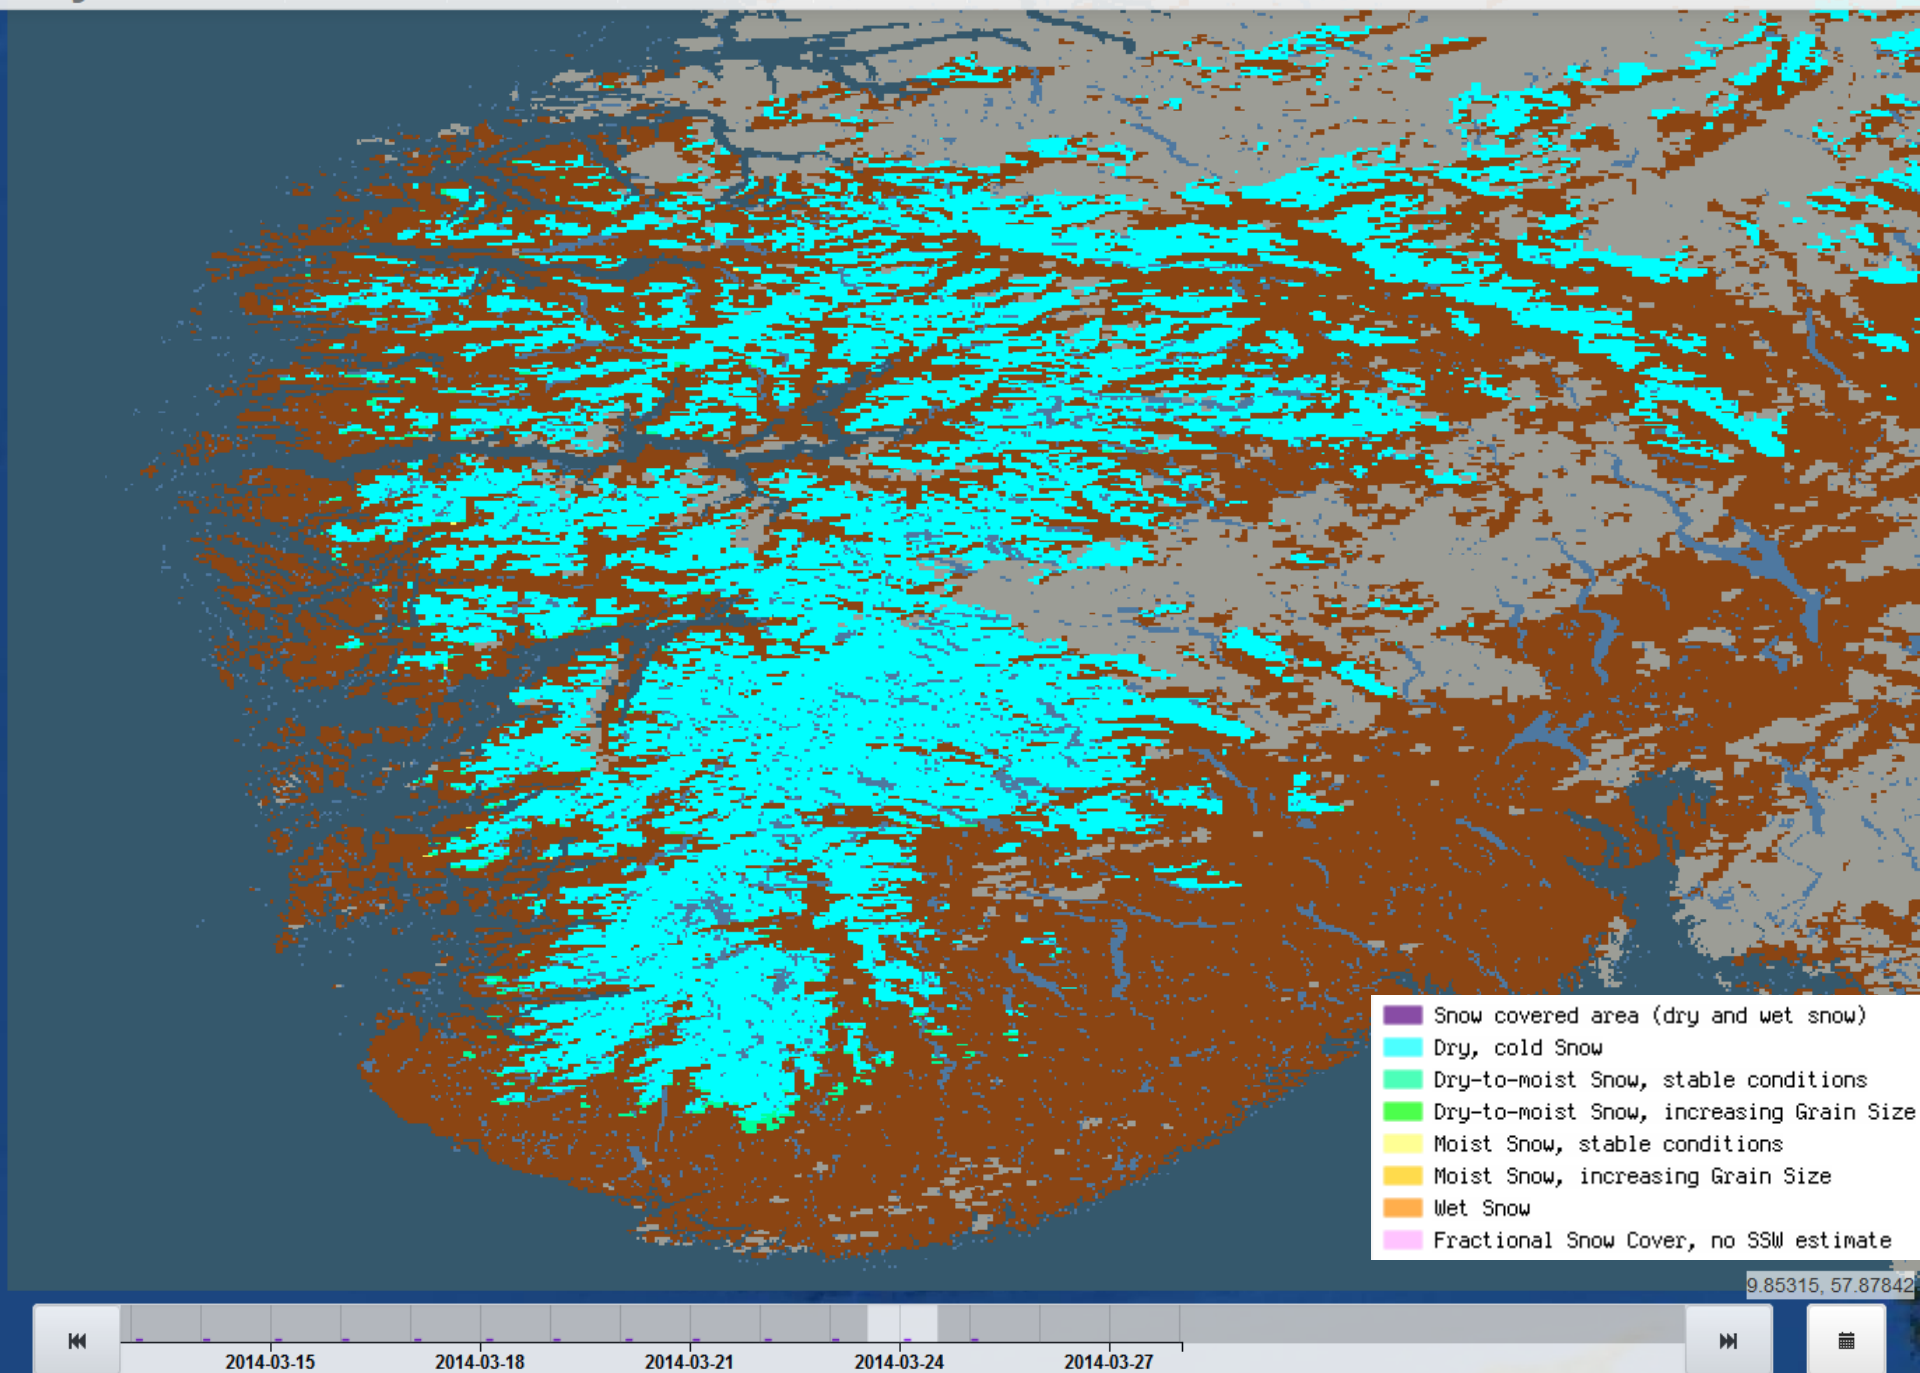 Snow covered area (dry and wet snow)
Dry, cold Snow
Dry-to-moist Snow, stable conditions
Dry-to-moist Snow, increasing Grain Size
Moist Snow, stable conditions
Moist Snow, increasing Grain Size
Wet Snow
Fractional Snow Cover, no SSW estimate
9.85315, 57.87842
2014-03-15
2014-03-18
2014-03-21
2014-03-24
2014-03-27